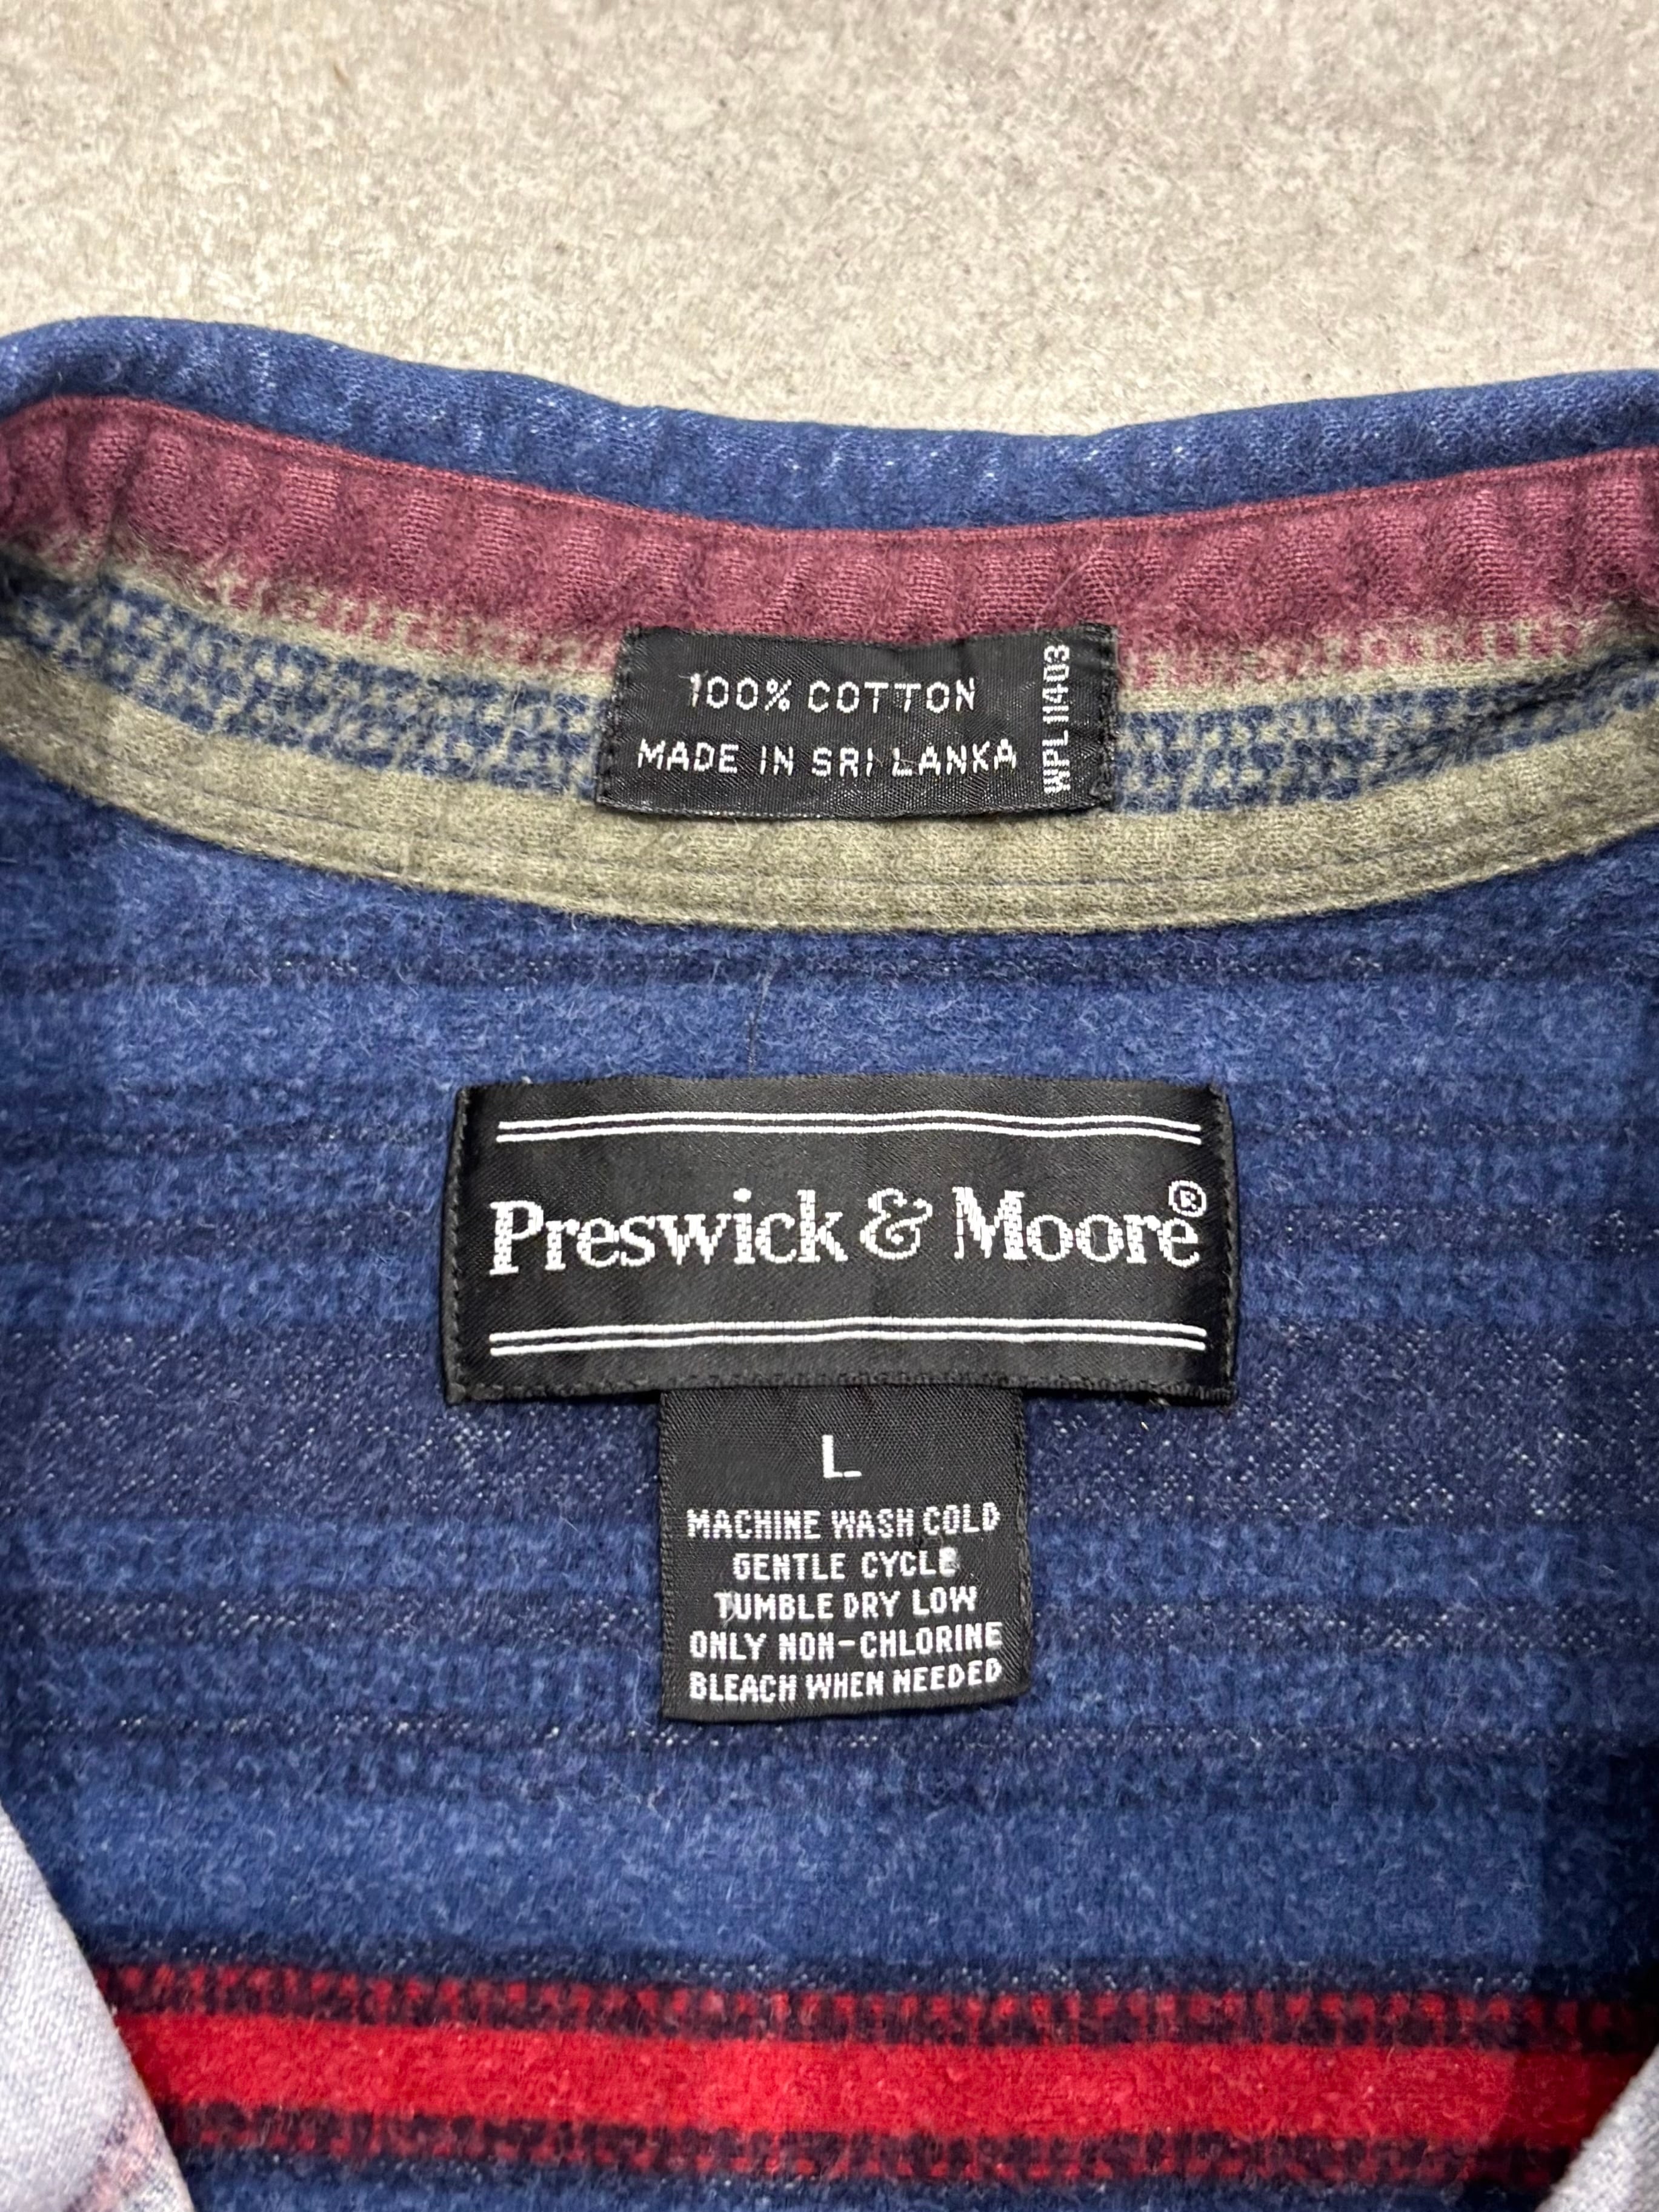 100% COTTON
MADE IN SRI LANKA
WPL 11403
Preswick & Moore®
L
MACHINE WASH COLD
GENTLE CYCLE
TUMBLE DRY LOW
ONLY NON-CHLORINE
BLEACH WHEN NEEDED